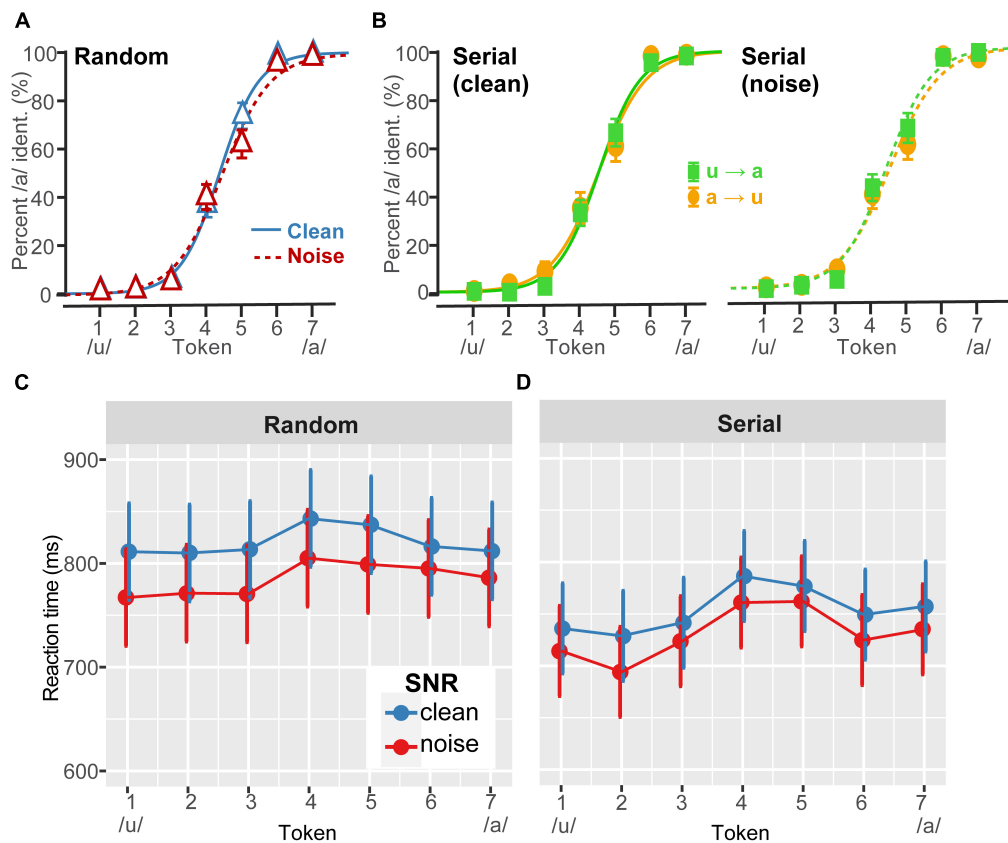 A
B
Random
Serial
(clean)
Serial
(noise)
Percent /a/ ident. (%)
100
80
60
40
20
0
Clean
Noise
1 2 3 4 5 6 7
/u/ Token /a/
Percent /a/ ident. (%)
100
80
60
40
20
0
u → a
a → u
1 2 3 4 5 6 7
/u/ Token /a/
1 2 3 4 5 6 7
/u/ Token /a/
C
D
Random
Reaction time (ms)
900
800
700
600
SNR
clean
noise
1 2 3 4 5 6 7
/u/ /a/
Token
Serial
1 2 3 4 5 6 7
/u/ /a/
Token